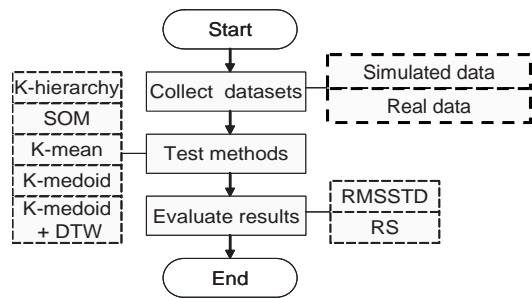 Start
K-hierarchy
SOM
K-mean
K-medoid
K-medoid
+ DTW
Collect datasets
Simulated data
Real data
Test methods
Evaluate results
RMSSTD
RS
End